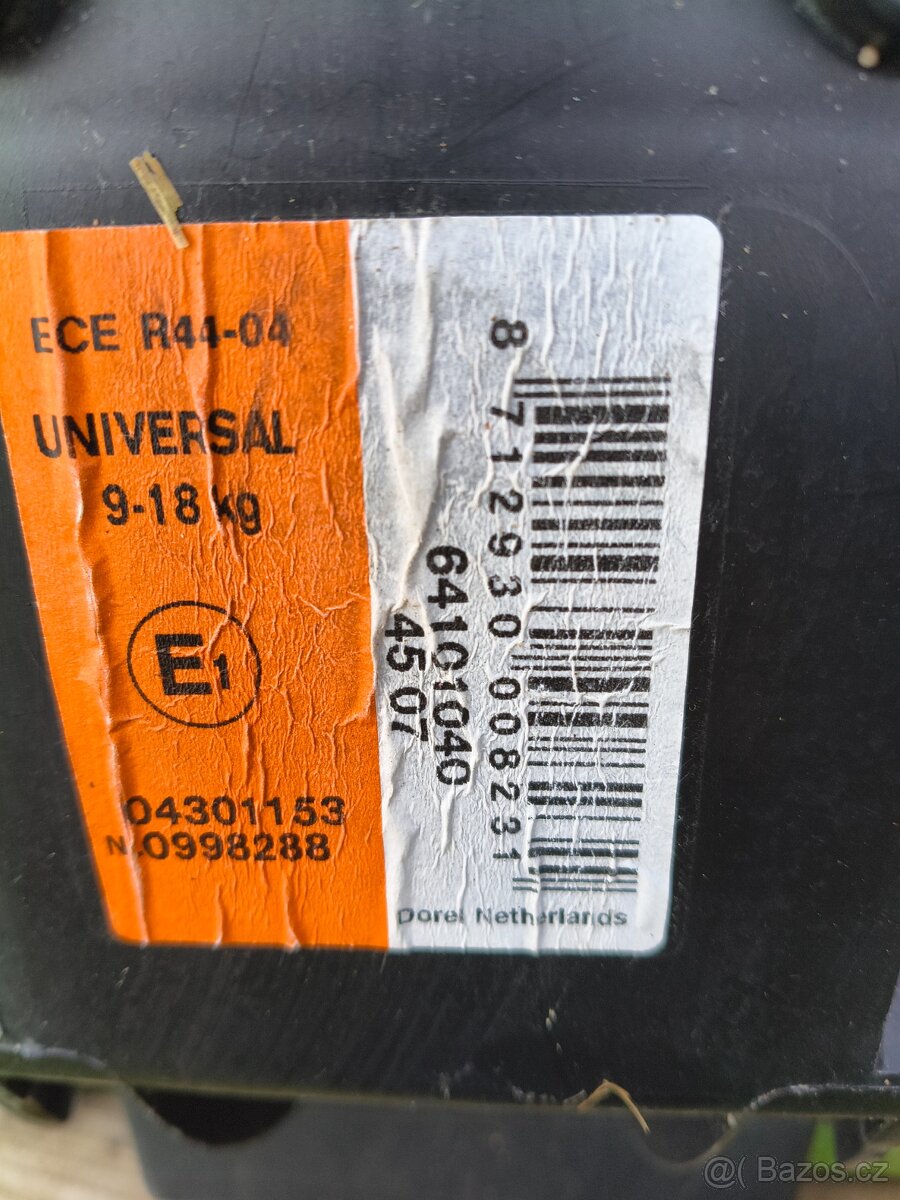 ECE R44-04
UNIVERSAL
9-18 kg
E1
04301153
Nr.0998288
8 712930 008231
64101040
45 07
Dorel Netherlands
@( Bazos.cz